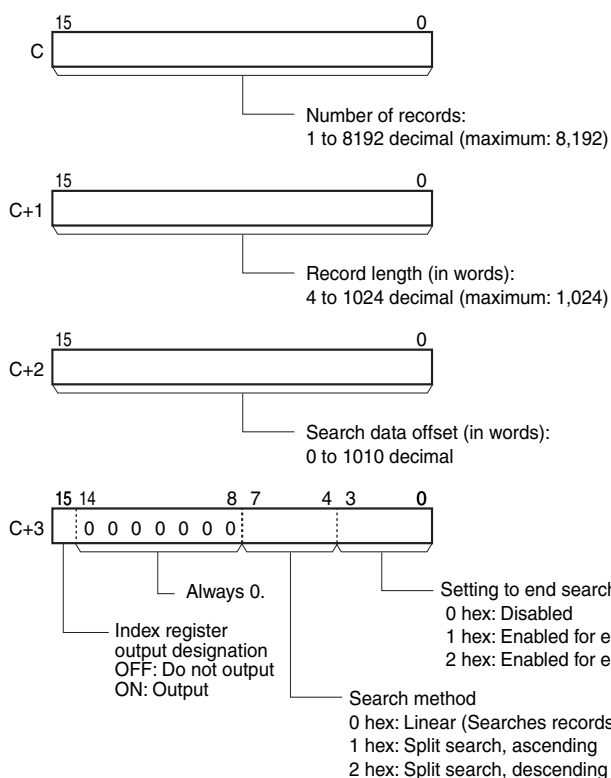 15 0
C
Number of records:
1 to 8192 decimal (maximum: 8,192)
15 0
C+1
Record length (in words):
4 to 1024 decimal (maximum: 1,024)
15 0
C+2
Search data offset (in words):
0 to 1010 decimal
15 14 8 7 4 3 0
C+3 0 0 0 0 0 0 0
Always 0.
Setting to end search
0 hex: Disabled
1 hex: Enabled for e
2 hex: Enabled for e
Index register
output designation
OFF: Do not output
ON: Output
Search method
0 hex: Linear (Searches records
1 hex: Split search, ascending
2 hex: Split search, descending